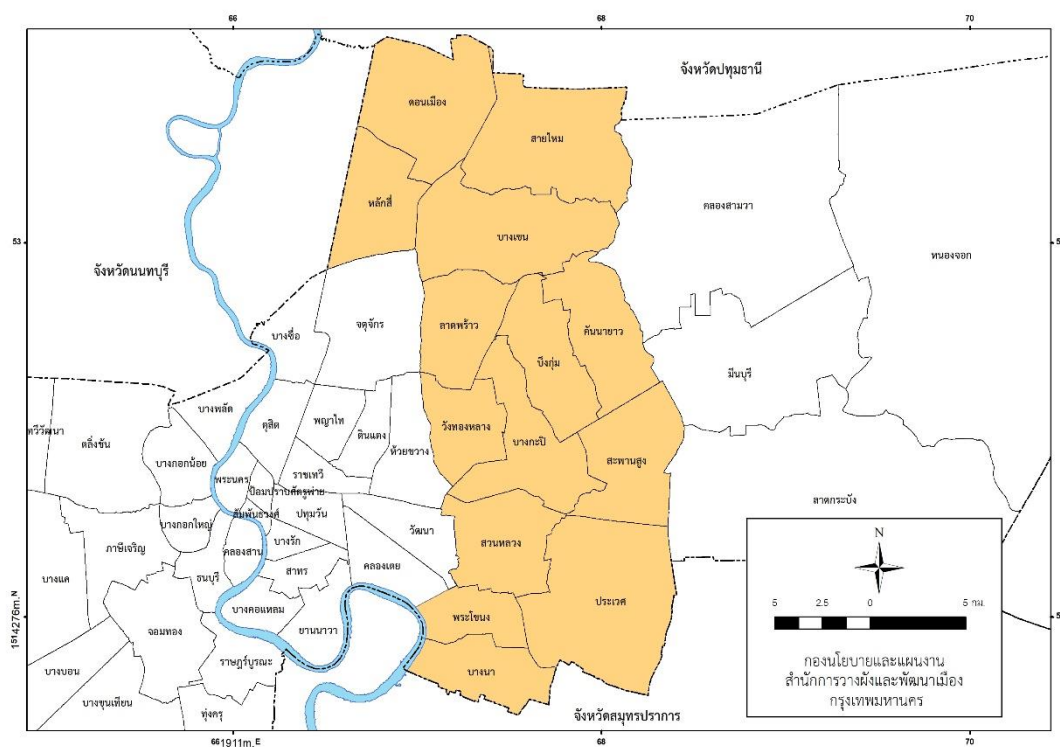 66
68
70
จังหวัดปทุมธานี
ดอนเมือง
สายไหม
หลักสี่
คลองสามวา
บางเขน
53
หนองจอก
จังหวัดนนทบุรี
จตุจักร
ลาดพร้าว
คันนายาว
บางซื่อ
บึงกุ่ม
มีนบุรี
บางพลัด
ดุสิต
พญาไท
ดินแดง
วังทองหลาง
บางกะปิ
ทวีวัฒนา
ตลิ่งชัน
ห้วยขวาง
บางกอกน้อย
สะพานสูง
พระนคร
ราชเทวี
ป้อมปราบศัตรูพ่าย
ลาดกระบัง
สัมพันธวงศ์
ปทุมวัน
บางกอกใหญ่
วัฒนา
สวนหลวง
ภาษีเจริญ
คลองสาน
บางรัก
คลองเตย
บางแค
ธนบุรี
สาทร
ประเวศ
บางคอแหลม
พระโขนง
จอมทอง
ยานนาวา
ราษฎร์บูรณะ
บางนา
บางบอน
บางขุนเทียน
ทุ่งครุ
จังหวัดสมุทรปราการ
N
5 2.5 0 5 กม.
กองนโยบายและแผนงาน
สำนักการวางผังและพัฒนาเมือง
กรุงเทพมหานคร
1514276m.N
661911m.E
68
70